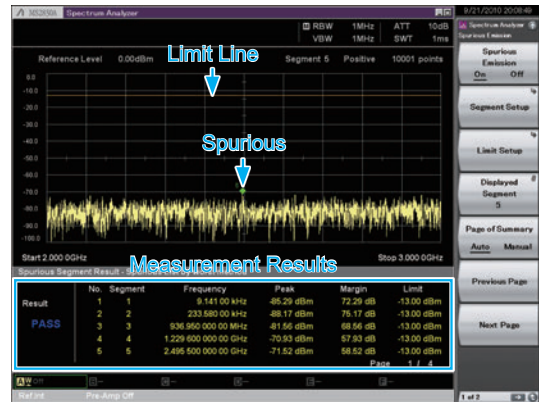 MS2850A Spectrum Analyzer
9/21/2010 20:08:49
RBW 1MHz ATT 10dB
VBW 1MHz SWT 1ms
Reference Level 0.00dBm Segment 5 Positive 10001 points
Limit Line
0.0
-10.0
-20.0
-30.0
-40.0
-50.0
-60.0
-70.0
-80.0
-90.0
-100.0
Spurious
Start 2.000 0GHz Stop 3.000 0GHz
Spurious Segment Result -
Measurement Results
No. Segment Frequency Peak Margin Limit
Result 1 1 9.141 00 kHz -85.29 dBm 72.29 dB -13.00 dBm
PASS 2 2 233.580 00 kHz -88.17 dBm 75.17 dB -13.00 dBm
3 3 936.950 000 00 MHz -81.56 dBm 68.56 dB -13.00 dBm
4 4 1.229 600 000 00 GHz -70.93 dBm 57.93 dB -13.00 dBm
5 5 2.495 500 000 00 GHz -71.52 dBm 58.52 dB -13.00 dBm
Page 1 / 4
Ref.Int Pre-Amp Off
Spectrum Analyzer
Spurious Emission
Spurious
Emission
On Off
Segment Setup
Limit Setup
Displayed
Segment
5
Page of Summary
Auto Manual
Previous Page
Next Page
1 of 2